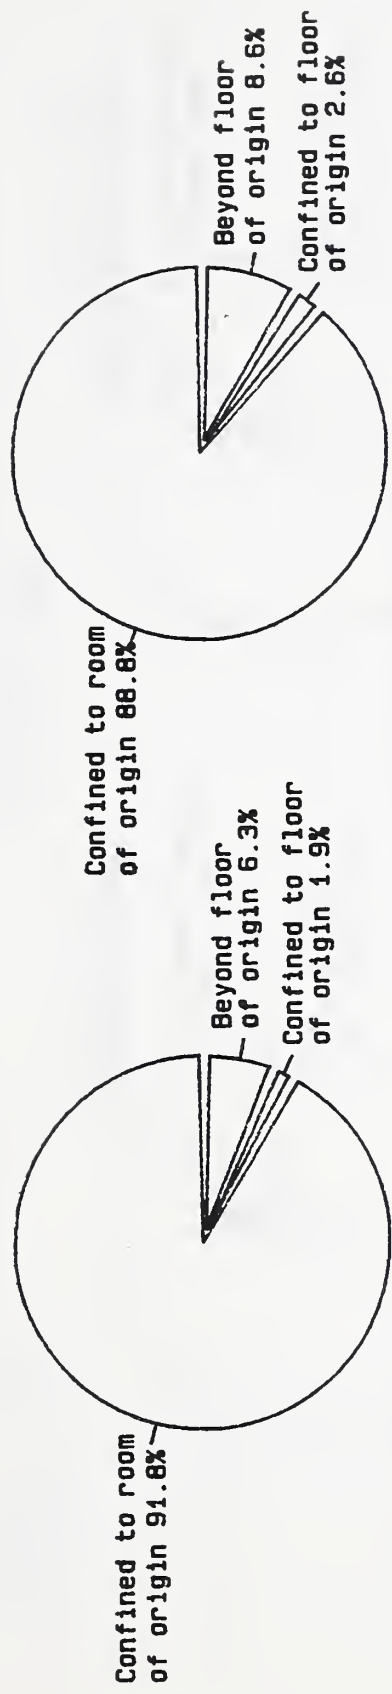 Confined to room
of origin 91.8%
Beyond floor
of origin 6.3%
Confined to floor
of origin 1.9%
Confined to room
of origin 88.8%
Beyond floor
of origin 8.6%
Confined to floor
of origin 2.6%